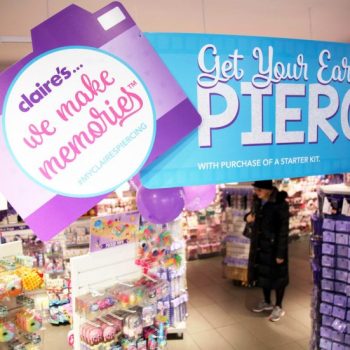 claire's...
we make
memories™
#MYCLAIRESPIERCING
Get Your Ear
PIERC
WITH PURCHASE OF A STARTER KIT.